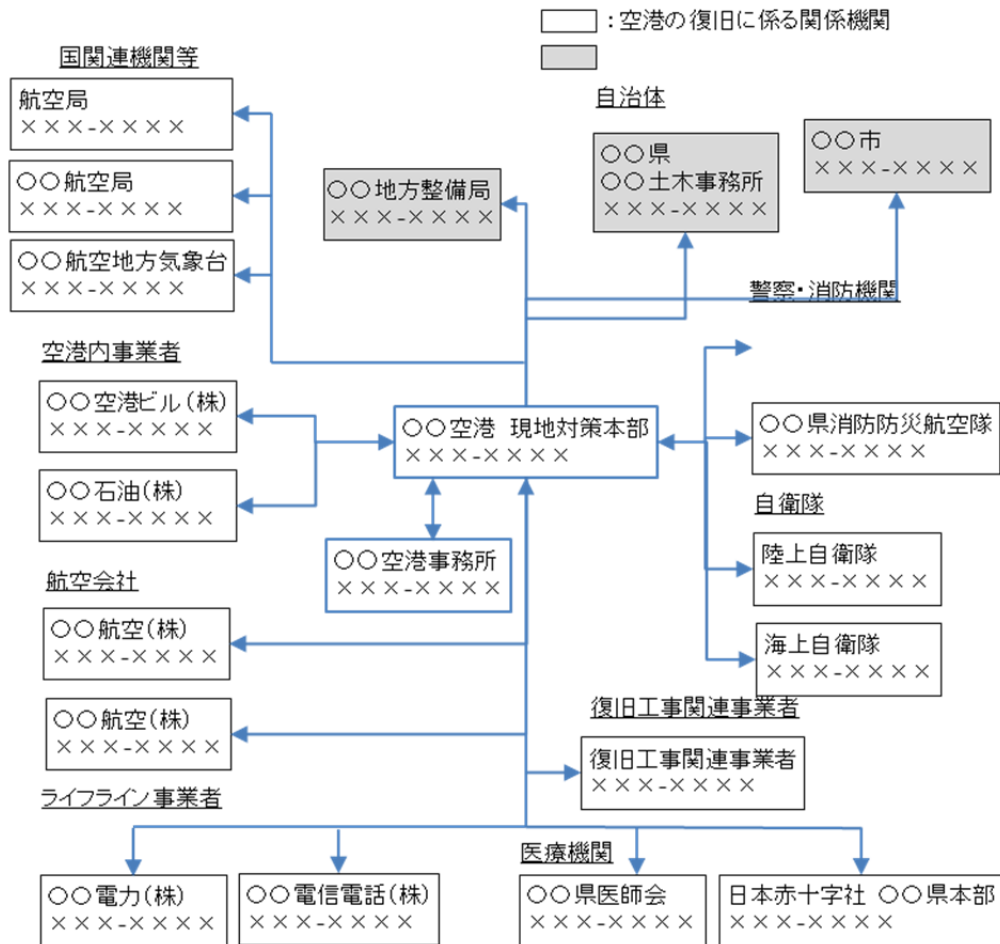 ：空港の復旧に係る関係機関
国関連機関等
航空局
×××-××××
○○航空局
×××-××××
○○航空地方気象台
×××-××××
○○地方整備局
×××-××××
自治体
○○県
○○土木事務所
×××-××××
○○市
×××-××××
警察・消防機関
○○県消防防災航空隊
×××-××××
自衛隊
陸上自衛隊
×××-××××
海上自衛隊
×××-××××
空港内事業者
○○空港ビル（株）
×××-××××
○○石油（株）
×××-××××
○○空港 現地対策本部
×××-××××
○○空港事務所
×××-××××
航空会社
○○航空（株）
×××-××××
○○航空（株）
×××-××××
復旧工事関連事業者
復旧工事関連事業者
×××-××××
ライフライン事業者
○○電力（株）
×××-××××
○○電信電話（株）
×××-××××
医療機関
○○県医師会
×××-××××
日本赤十字社 ○○県本部
×××-××××